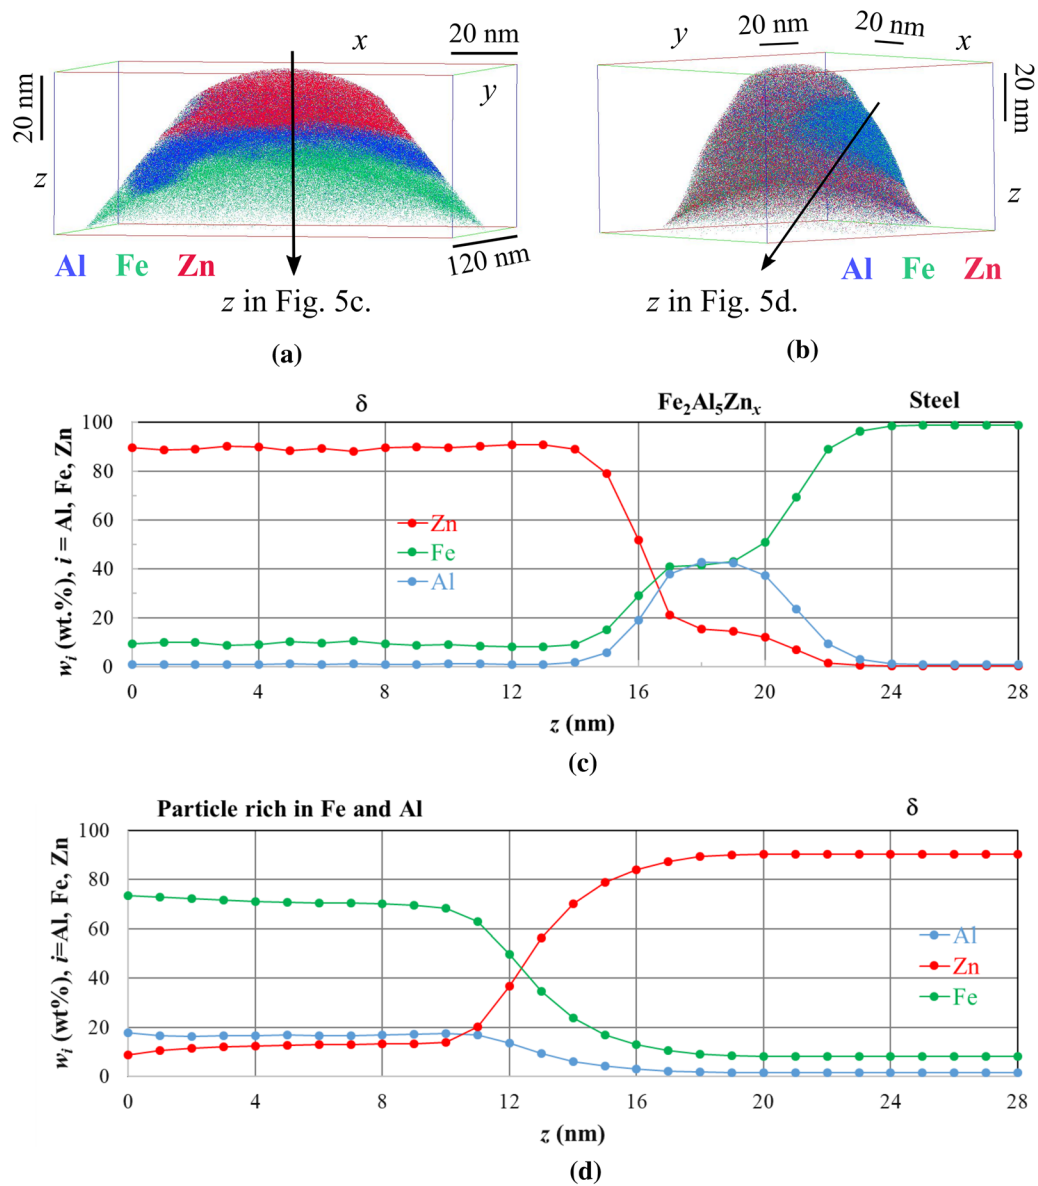 x
20 nm
y
20 nm
z
120 nm
Al Fe Zn
z in Fig. 5c.
(a)
y
20 nm
20 nm
x
20 nm
z
Al Fe Zn
z in Fig. 5d.
(b)
δ Fe₂Al₅Znₓ Steel
wᵢ (wt.%), i = Al, Fe, Zn
100
80
60
40
20
0
Zn
Fe
Al
0 4 8 12 16 20 24 28
z (nm)
(c)
Particle rich in Fe and Al δ
wᵢ (wt%), i=Al, Fe, Zn
100
80
60
40
20
0
Al
Zn
Fe
0 4 8 12 16 20 24 28
z (nm)
(d)